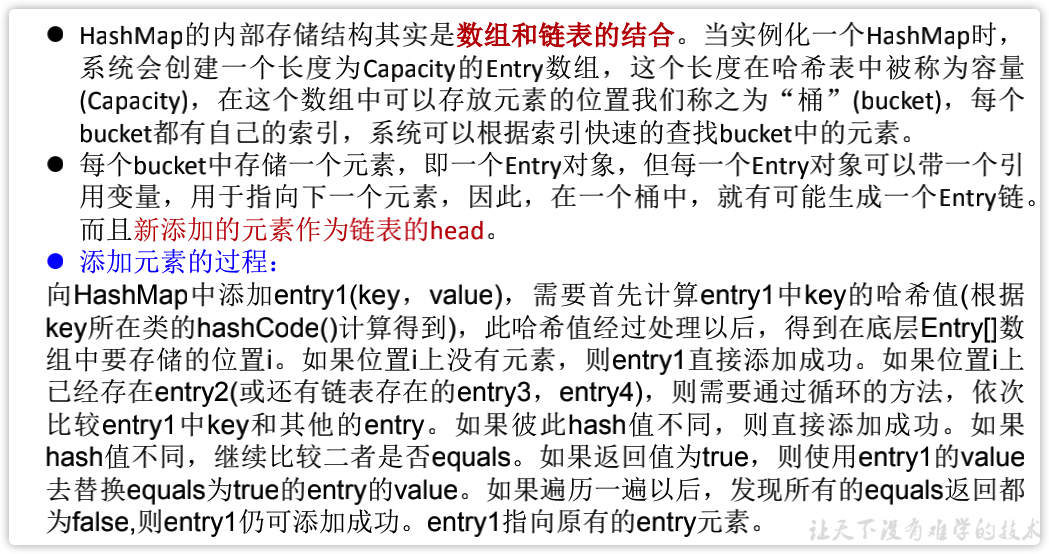 ● HashMap的内部存储结构其实是数组和链表的结合。当实例化一个HashMap时，
系统会创建一个长度为Capacity的Entry数组，这个长度在哈希表中被称为容量
(Capacity)，在这个数组中可以存放元素的位置我们称之为“桶”(bucket)，每个
bucket都有自己的索引，系统可以根据索引快速的查找bucket中的元素。
● 每个bucket中存储一个元素，即一个Entry对象，但每一个Entry对象可以带一个引
用变量，用于指向下一个元素，因此，在一个桶中，就有可能生成一个Entry链。
而且新添加的元素作为链表的head。
● 添加元素的过程：
向HashMap中添加entry1(key，value)，需要首先计算entry1中key的哈希值(根据
key所在类的hashCode()计算得到)，此哈希值经过处理以后，得到在底层Entry[]数
组中要存储的位置i。如果位置i上没有元素，则entry1直接添加成功。如果位置i上
已经存在entry2(或还有链表存在的entry3，entry4)，则需要通过循环的方法，依次
比较entry1中key和其他的entry。如果彼此hash值不同，则直接添加成功。如果
hash值不同，继续比较二者是否equals。如果返回值为true，则使用entry1的value
去替换equals为true的entry的value。如果遍历一遍以后，发现所有的equals返回都
为false,则entry1仍可添加成功。entry1指向原有的entry元素。
让天下没有难学的技术